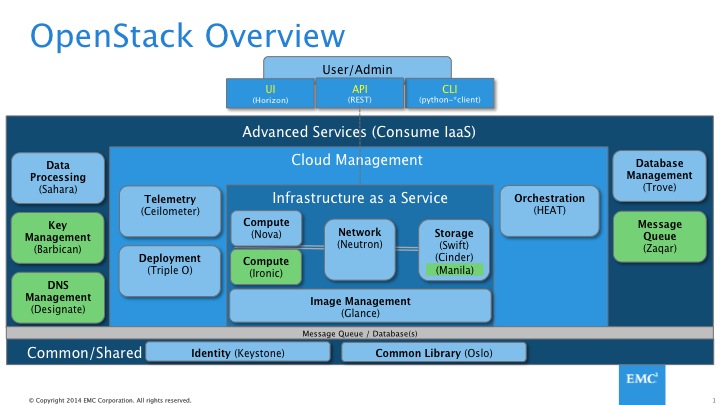 OpenStack Overview
User/Admin
UI
(Horizon)
API
(REST)
CLI
(python-*client)
Advanced Services (Consume IaaS)
Cloud Management
Infrastructure as a Service
Data
Processing
(Sahara)
Key
Management
(Barbican)
DNS
Management
(Designate)
Telemetry
(Ceilometer)
Deployment
(Triple O)
Compute
(Nova)
Compute
(Ironic)
Network
(Neutron)
Storage
(Swift)
(Cinder)
(Manila)
Image Management
(Glance)
Orchestration
(HEAT)
Database
Management
(Trove)
Message
Queue
(Zaqar)
Message Queue / Database(s)
Common/Shared
Identity (Keystone)
Common Library (Oslo)
EMC²
© Copyright 2014 EMC Corporation. All rights reserved.
1